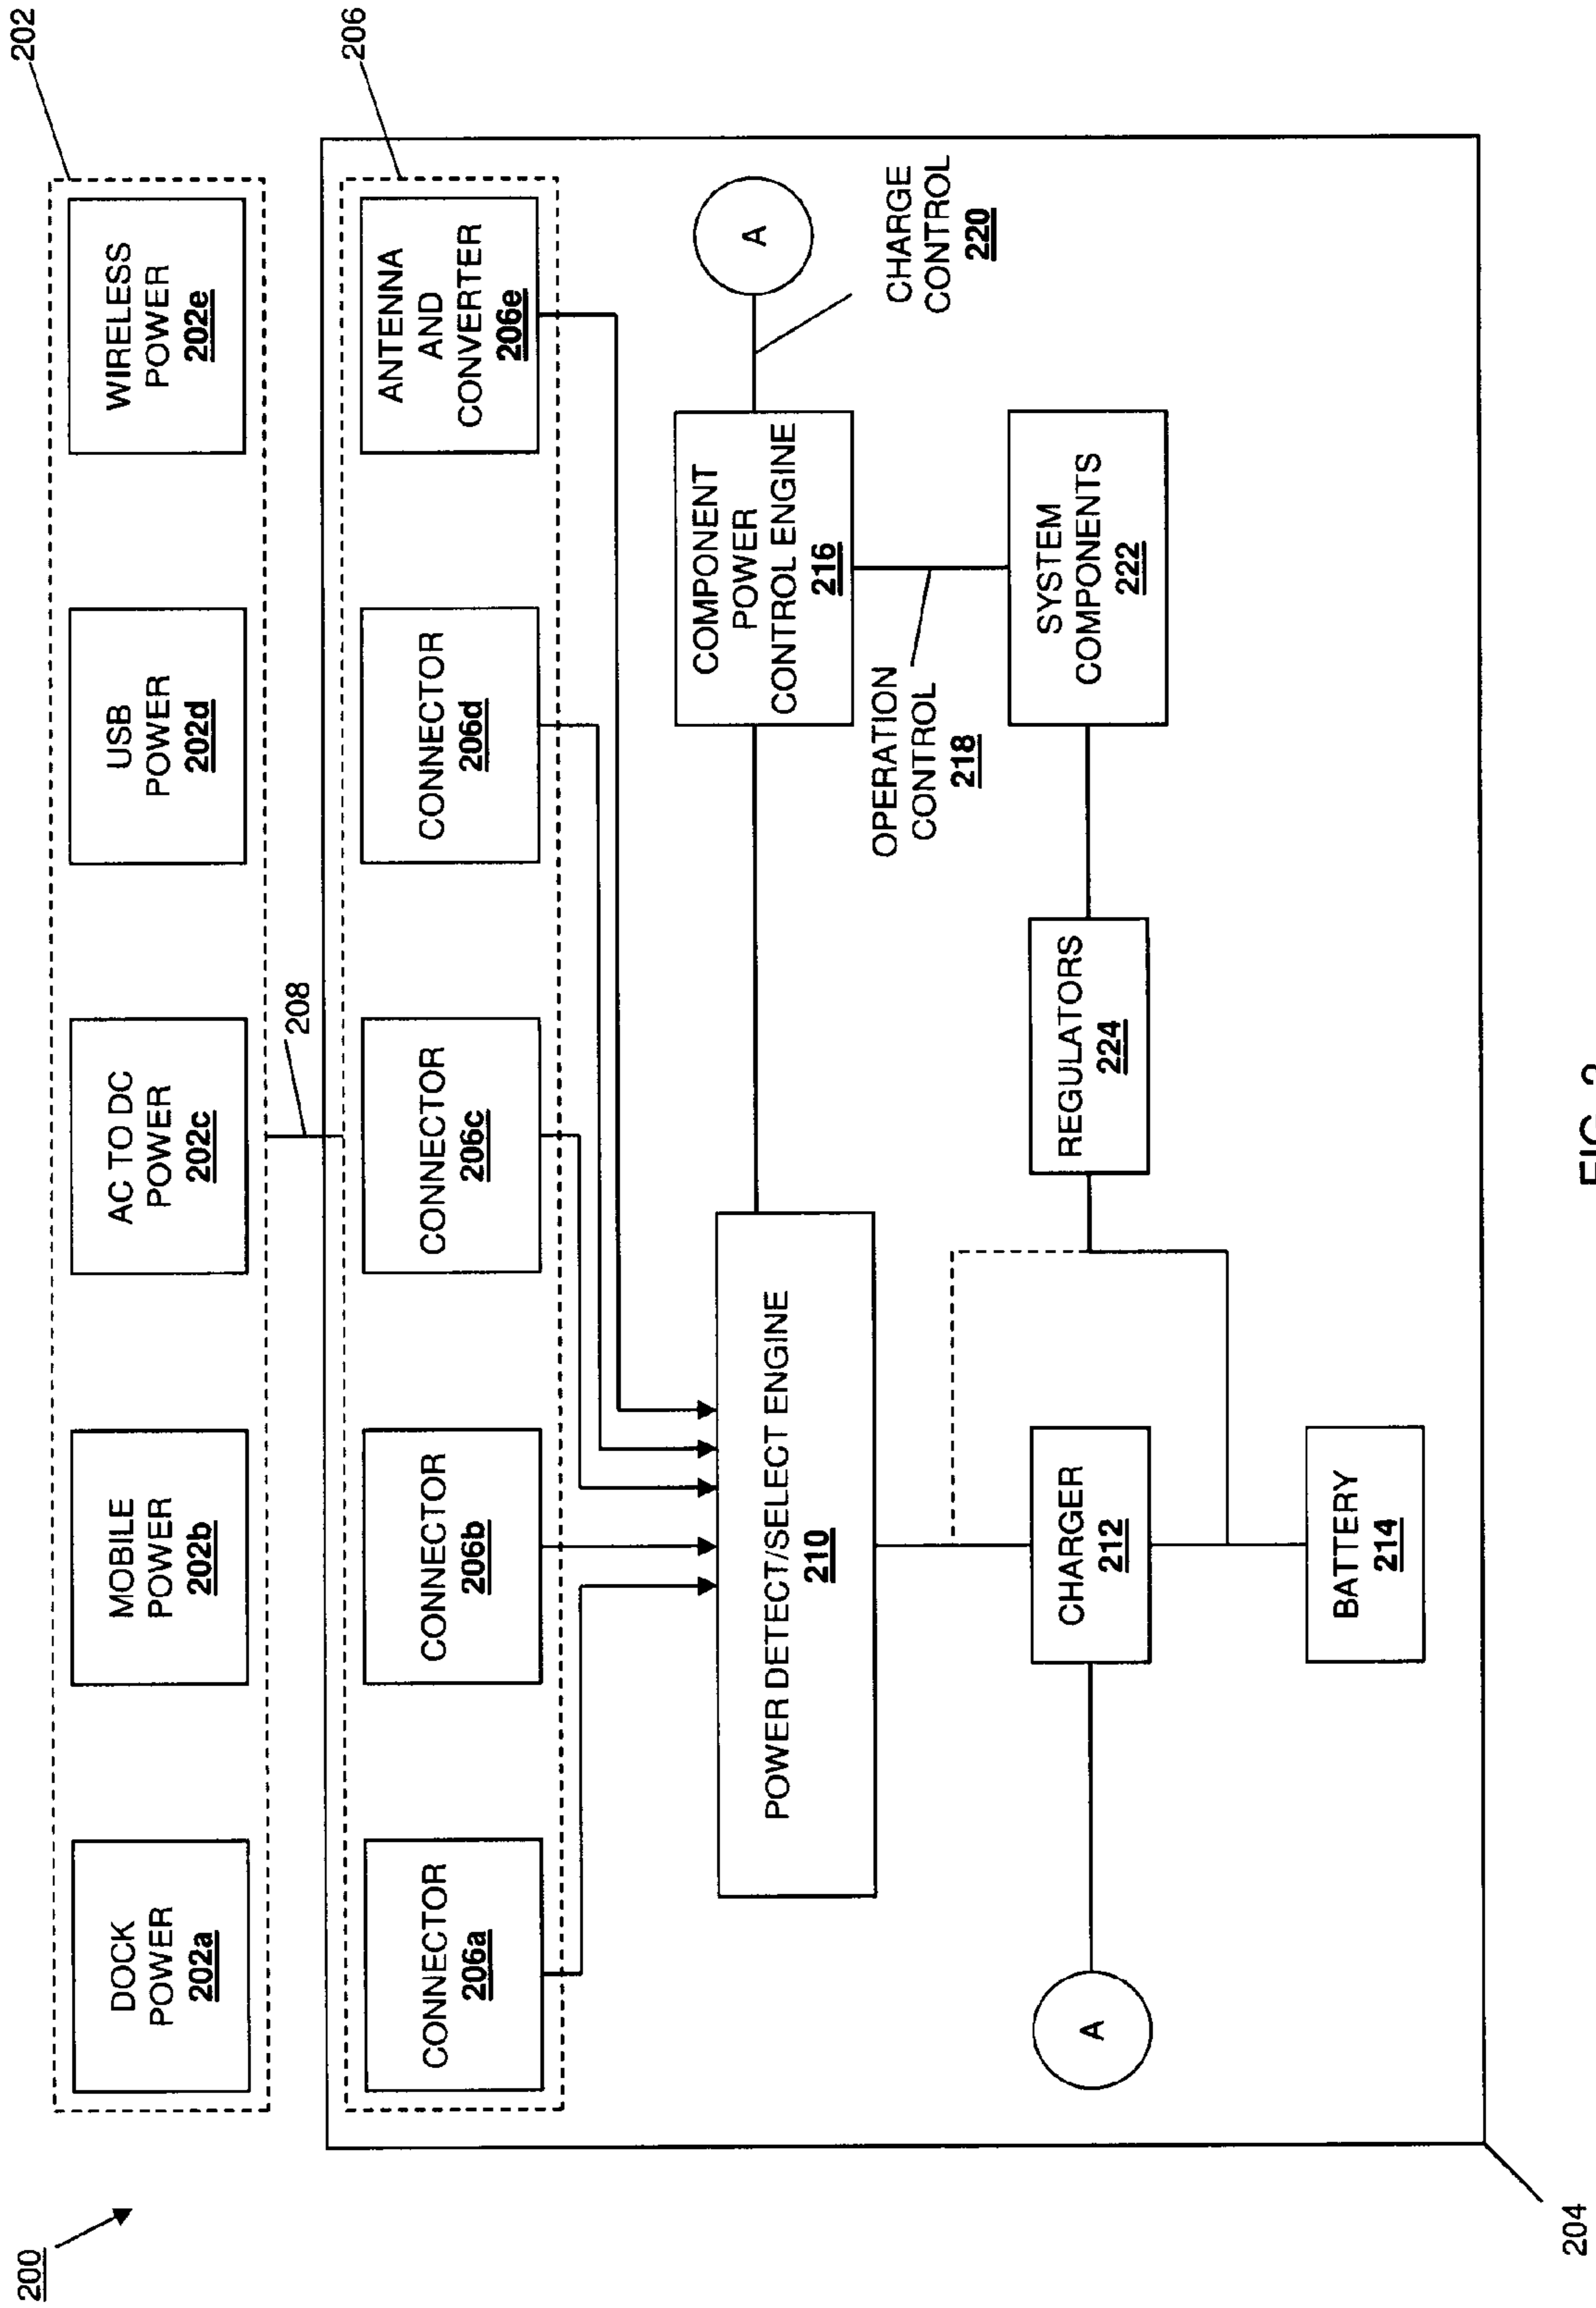 200
202
DOCK
POWER
202a
MOBILE
POWER
202b
AC TO DC
POWER
202c
USB
POWER
202d
WIRELESS
POWER
202e
208
206
CONNECTOR
206a
CONNECTOR
206b
CONNECTOR
206c
CONNECTOR
206d
ANTENNA
AND
CONVERTER
206e
POWER DETECT/SELECT ENGINE
210
COMPONENT
POWER
CONTROL ENGINE
216
A
CHARGE
CONTROL
220
OPERATION
CONTROL
218
A
CHARGER
212
REGULATORS
224
SYSTEM
COMPONENTS
222
BATTERY
214
204